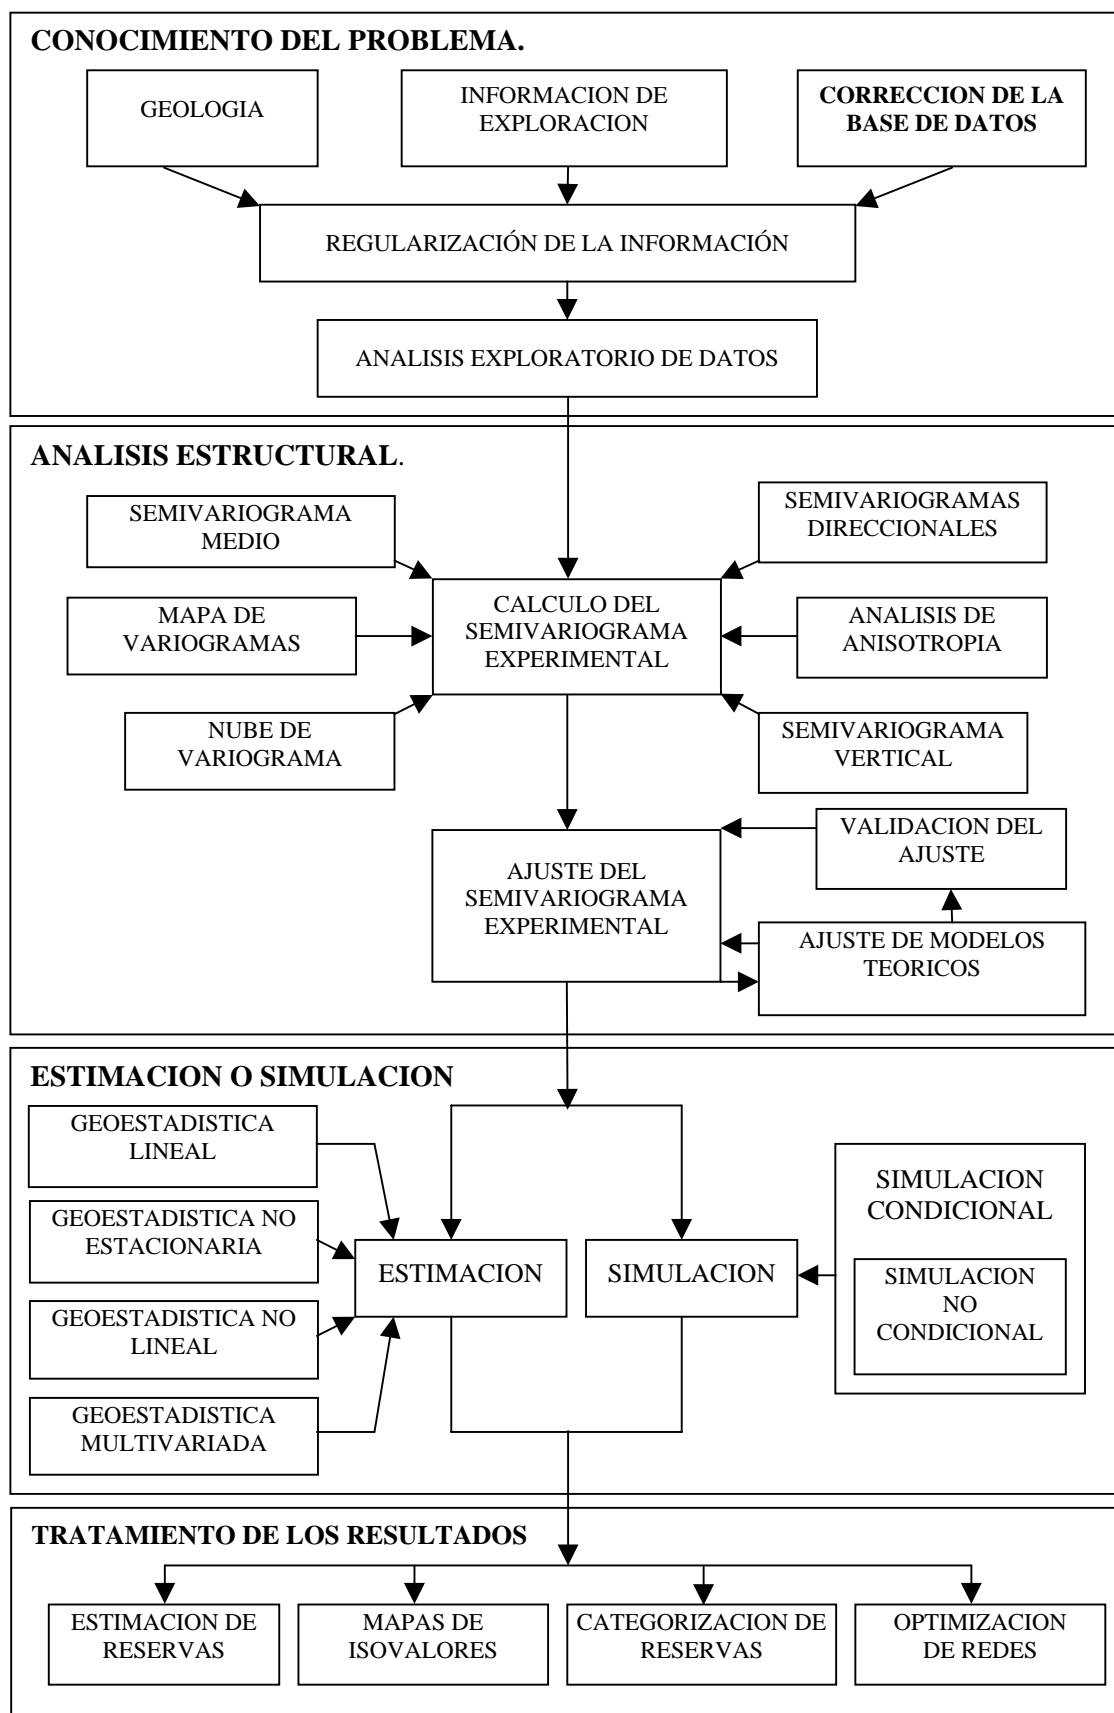 CONOCIMIENTO DEL PROBLEMA.
GEOLOGIA
INFORMACION DE
EXPLORACION
CORRECCION DE LA
BASE DE DATOS
REGULARIZACIÓN DE LA INFORMACIÓN
ANALISIS EXPLORATORIO DE DATOS
ANALISIS ESTRUCTURAL.
SEMIVARIOGRAMA
MEDIO
SEMIVARIOGRAMAS
DIRECCIONALES
MAPA DE
VARIOGRAMAS
CALCULO DEL
SEMIVARIOGRAMA
EXPERIMENTAL
ANALISIS DE
ANISOTROPIA
NUBE DE
VARIOGRAMA
SEMIVARIOGRAMA
VERTICAL
AJUSTE DEL
SEMIVARIOGRAMA
EXPERIMENTAL
VALIDACION DEL
AJUSTE
AJUSTE DE MODELOS
TEORICOS
ESTIMACION O SIMULACION
GEOESTADISTICA
LINEAL
GEOESTADISTICA NO
ESTACIONARIA
GEOESTADISTICA NO
LINEAL
GEOESTADISTICA
MULTIVARIADA
ESTIMACION
SIMULACION
SIMULACION
CONDICIONAL
SIMULACION
NO
CONDICIONAL
TRATAMIENTO DE LOS RESULTADOS
ESTIMACION DE
RESERVAS
MAPAS DE
ISOVALORES
CATEGORIZACION DE
RESERVAS
OPTIMIZACION
DE REDES